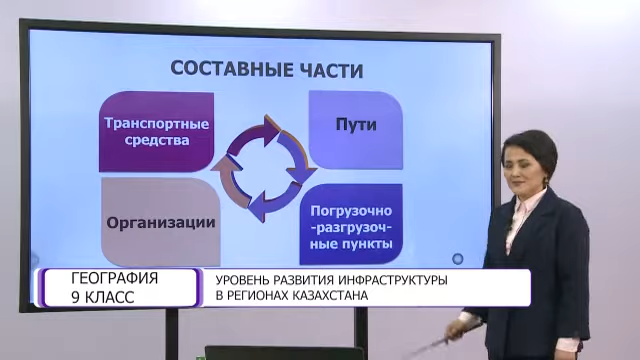 СОСТАВНЫЕ ЧАСТИ
Транспортные
средства
Пути
Организации
Погрузочно
-разгрузоч-
ные пункты
ГЕОГРАФИЯ
9 КЛАСС
УРОВЕНЬ РАЗВИТИЯ ИНФРАСТРУКТУРЫ
В РЕГИОНАХ КАЗАХСТАНА